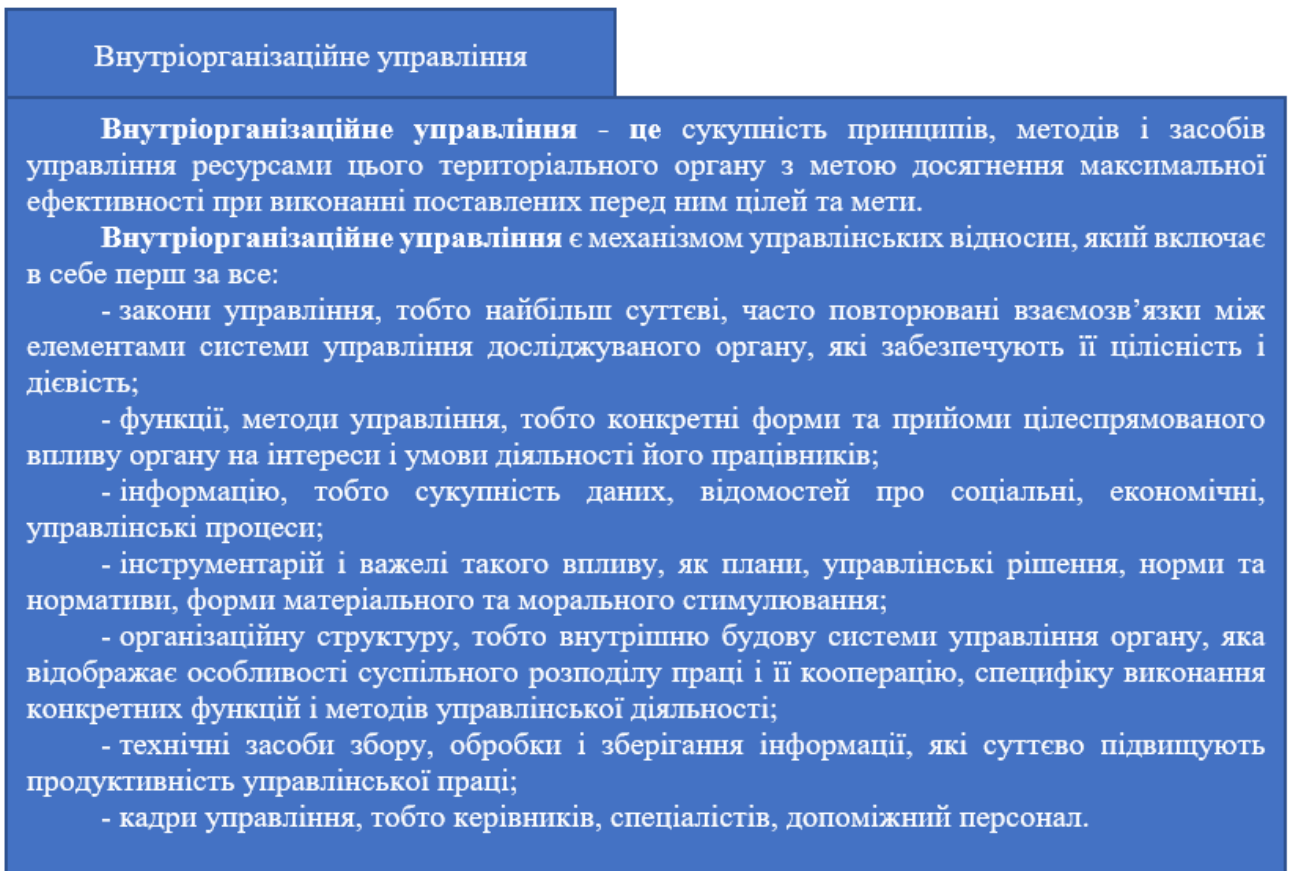 Внутріорганізаційне управління
Внутріорганізаційне управління - це сукупність принципів, методів і засобів
управління ресурсами цього територіального органу з метою досягнення максимальної
ефективності при виконанні поставлених перед ним цілей та мети.
Внутріорганізаційне управління є механізмом управлінських відносин, який включає
в себе перш за все:
- закони управління, тобто найбільш суттєві, часто повторювані взаємозв’язки між
елементами системи управління досліджуваного органу, які забезпечують її цілісність і
дієвість;
- функції, методи управління, тобто конкретні форми та прийоми цілеспрямованого
впливу органу на інтереси і умови діяльності його працівників;
- інформацію, тобто сукупність даних, відомостей про соціальні, економічні,
управлінські процеси;
- інструментарій і важелі такого впливу, як плани, управлінські рішення, норми та
нормативи, форми матеріального та морального стимулювання;
- організаційну структуру, тобто внутрішню будову системи управління органу, яка
відображає особливості суспільного розподілу праці і її кооперацію, специфіку виконання
конкретних функцій і методів управлінської діяльності;
- технічні засоби збору, обробки і зберігання інформації, які суттєво підвищують
продуктивність управлінської праці;
- кадри управління, тобто керівників, спеціалістів, допоміжний персонал.